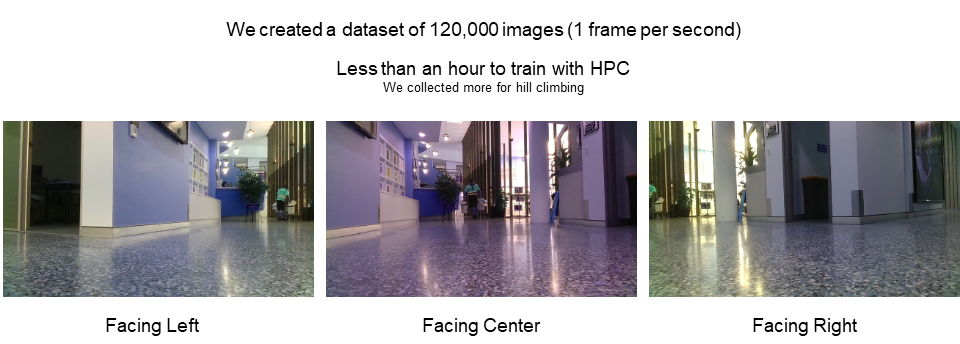 We created a dataset of 120,000 images (1 frame per second)
Less than an hour to train with HPC
We collected more for hill climbing
Facing Left
Facing Center
Facing Right